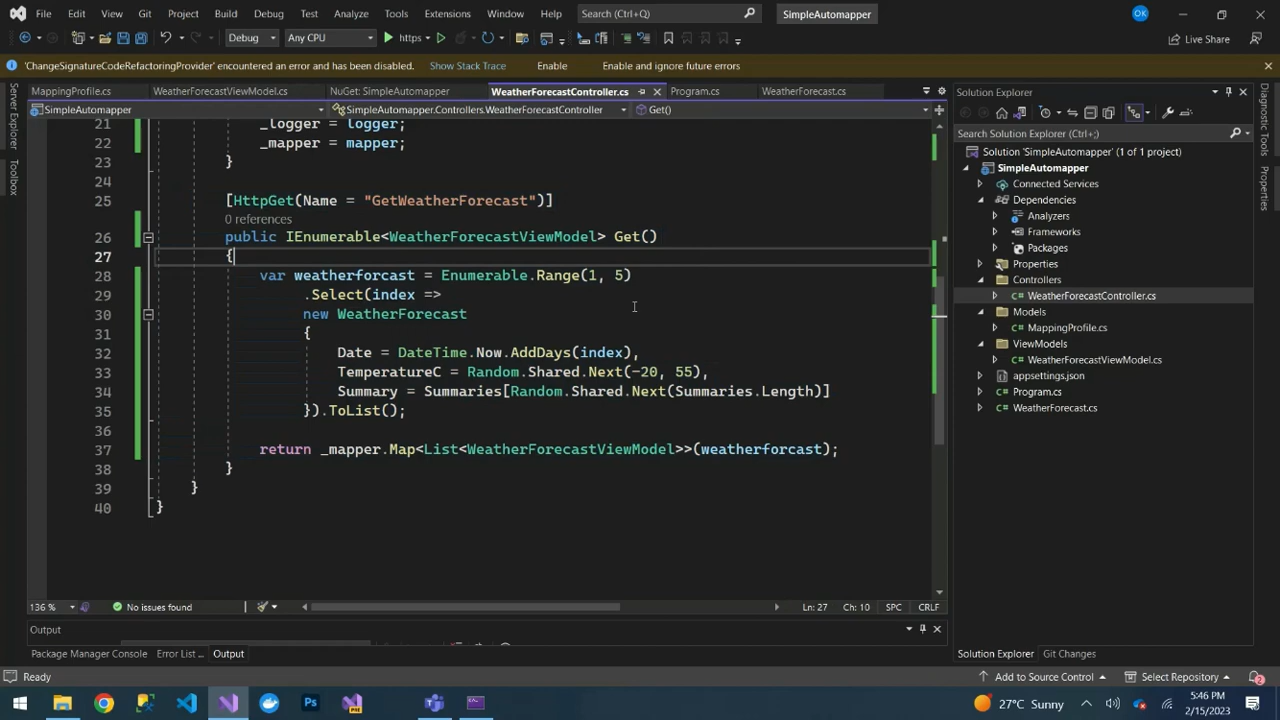 File Edit View Git Project Build Debug Test Analyze Tools Extensions Window Help Search (Ctrl+Q) SimpleAutomapper OK
Debug Any CPU https Live Share
'ChangeSignatureCodeRefactoringProvider' encountered an error and has been disabled. Show Stack Trace Enable Enable and ignore future errors
Server Explorer
Toolbox
MappingProfile.cs WeatherForecastViewModel.cs NuGet: SimpleAutomapper WeatherForecastController.cs Program.cs WeatherForecast.cs
SimpleAutomapper SimpleAutomapper.Controllers.WeatherForecastController Get()
21 _logger = logger;
22 _mapper = mapper;
23 }
24
25 [HttpGet(Name = "GetWeatherForecast")]
0 references
26 public IEnumerable<WeatherForecastViewModel> Get()
27 {
28 var weatherforcast = Enumerable.Range(1, 5)
29 .Select(index =>
30 new WeatherForecast
31 {
32 Date = DateTime.Now.AddDays(index),
33 TemperatureC = Random.Shared.Next(-20, 55),
34 Summary = Summaries[Random.Shared.Next(Summaries.Length)]
35 }).ToList();
36
37 return _mapper.Map<List<WeatherForecastViewModel>>(weatherforcast);
38 }
39 }
40 }
136 % No issues found Ln: 27 Ch: 10 SPC CRLF
Output
Package Manager Console Error List ... Output
Solution Explorer
Search Solution Explorer (Ctrl+;)
Solution 'SimpleAutomapper' (1 of 1 project)
SimpleAutomapper
Connected Services
Dependencies
Analyzers
Frameworks
Packages
Properties
Controllers
C# WeatherForecastController.cs
Models
C# MappingProfile.cs
ViewModels
C# WeatherForecastViewModel.cs
appsettings.json
C# Program.cs
C# WeatherForecast.cs
Solution Explorer Git Changes
Diagnostic Tools
Properties
Ready Add to Source Control Select Repository 2
Ps 27°C Sunny 5:46 PM
2/15/2023